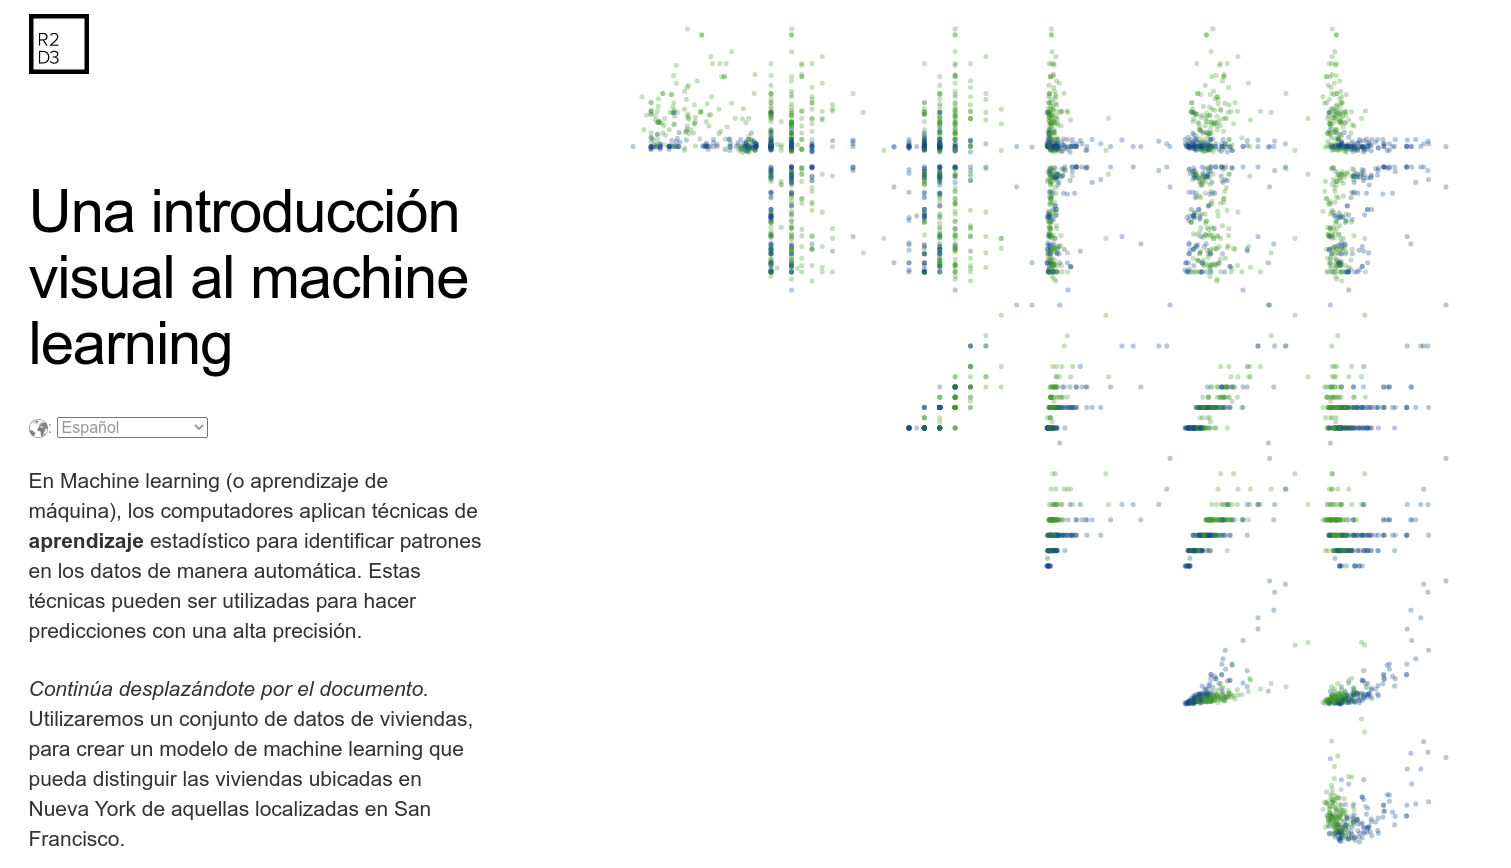 R2
D3
Una introducción
visual al machine
learning
: Español
En Machine learning (o aprendizaje de
máquina), los computadores aplican técnicas de
aprendizaje estadístico para identificar patrones
en los datos de manera automática. Estas
técnicas pueden ser utilizadas para hacer
predicciones con una alta precisión.
Continúa desplazándote por el documento.
Utilizaremos un conjunto de datos de viviendas,
para crear un modelo de machine learning que
pueda distinguir las viviendas ubicadas en
Nueva York de aquellas localizadas en San
Francisco.